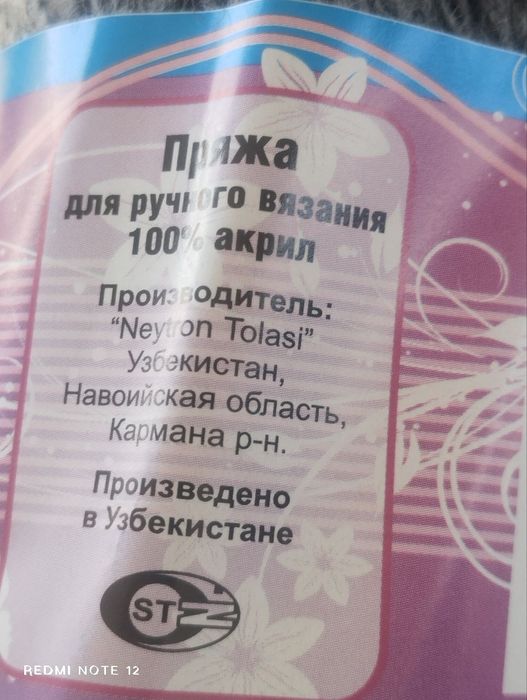 Пряжа
для ручного вязания
100% акрил
Производитель:
"Neytron Tolasi"
Узбекистан,
Навоийская область,
Кармана р-н.
Произведено
в Узбекистане
ST
REDMI NOTE 12